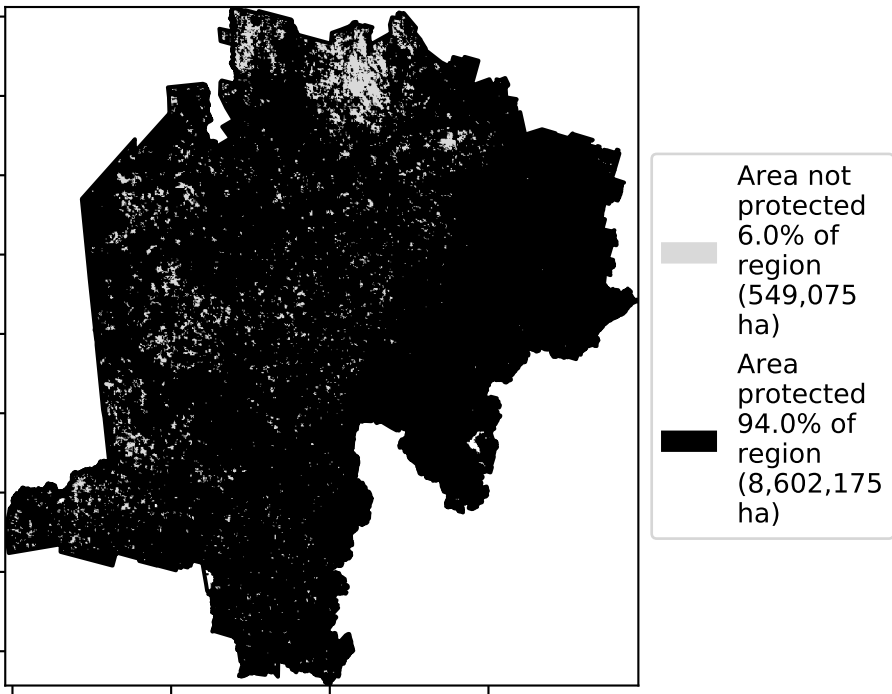 Area not
protected
6.0% of
region
(549,075
ha)
Area
protected
94.0% of
region
(8,602,175
ha)